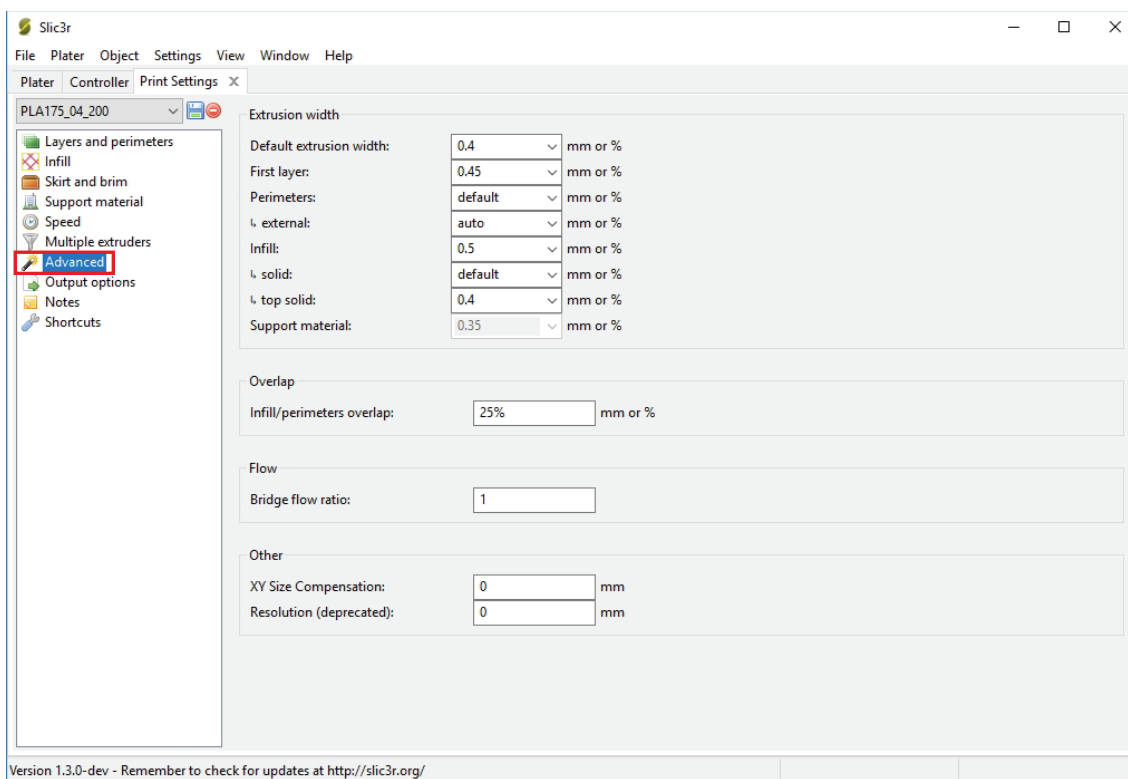 Slic3r
File Plater Object Settings View Window Help
Plater Controller Print Settings
PLA175_04_200
Layers and perimeters
Infill
Skirt and brim
Support material
Speed
Multiple extruders
Advanced
Output options
Notes
Shortcuts
Extrusion width
Default extrusion width: 0.4 mm or %
First layer: 0.45 mm or %
Perimeters: default mm or %
↳ external: auto mm or %
Infill: 0.5 mm or %
↳ solid: default mm or %
↳ top solid: 0.4 mm or %
Support material: 0.35 mm or %
Overlap
Infill/perimeters overlap: 25% mm or %
Flow
Bridge flow ratio: 1
Other
XY Size Compensation: 0 mm
Resolution (deprecated): 0 mm
Version 1.3.0-dev - Remember to check for updates at http://slic3r.org/